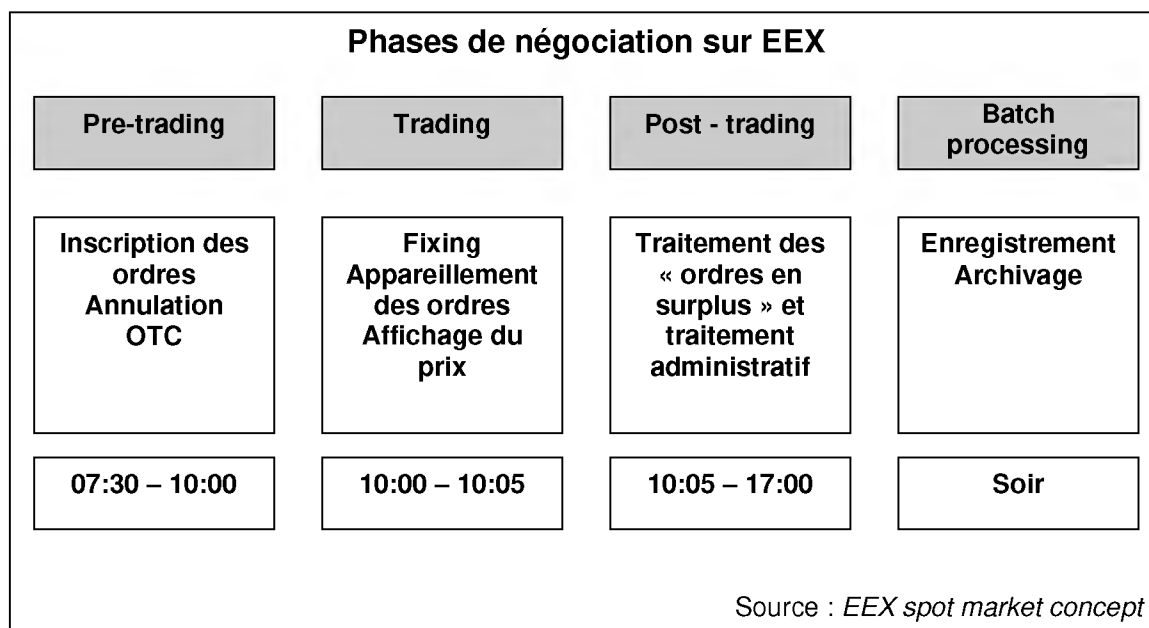 Phases de négociation sur EEX
Pre-trading
Trading
Post - trading
Batch
processing
Inscription des
ordres
Annulation
OTC
Fixing
Appareillement
des ordres
Affichage du
prix
Traitement des
« ordres en
surplus » et
traitement
administratif
Enregistrement
Archivage
07:30 – 10:00
10:00 – 10:05
10:05 – 17:00
Soir
Source : EEX spot market concept